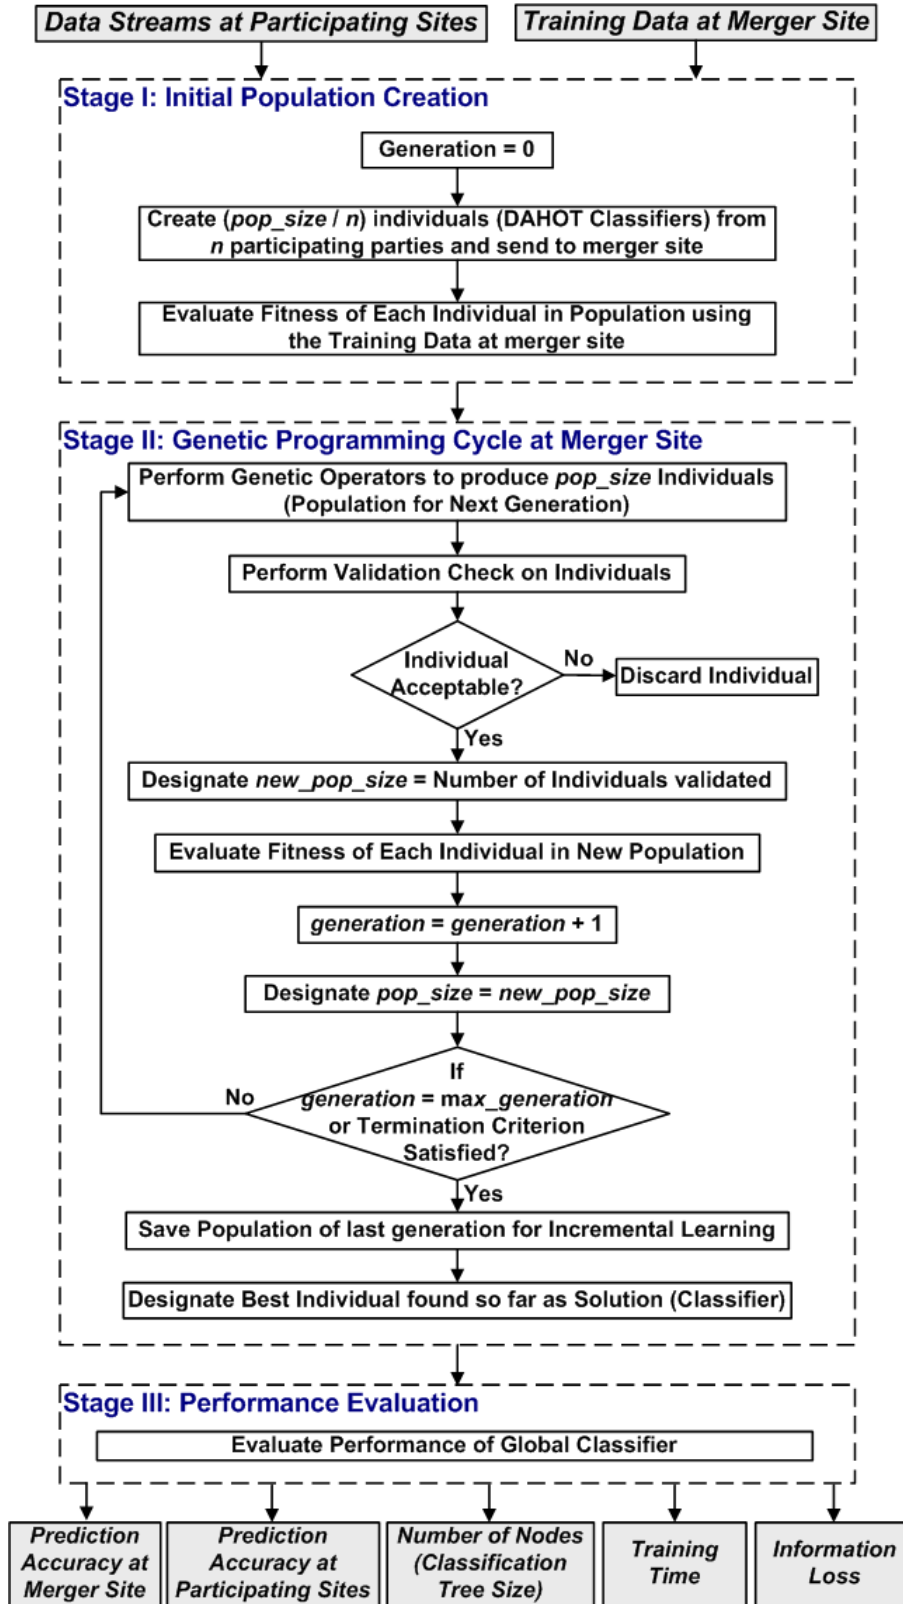 Data Streams at Participating Sites
Training Data at Merger Site
Stage I: Initial Population Creation
Generation = 0
Create (pop_size / n) individuals (DAHOT Classifiers) from
n participating parties and send to merger site
Evaluate Fitness of Each Individual in Population using
the Training Data at merger site
Stage II: Genetic Programming Cycle at Merger Site
Perform Genetic Operators to produce pop_size Individuals
(Population for Next Generation)
Perform Validation Check on Individuals
Individual
Acceptable?
No
Discard Individual
Yes
Designate new_pop_size = Number of Individuals validated
Evaluate Fitness of Each Individual in New Population
generation = generation + 1
Designate pop_size = new_pop_size
If
generation = max_generation
or Termination Criterion
Satisfied?
No
Yes
Save Population of last generation for Incremental Learning
Designate Best Individual found so far as Solution (Classifier)
Stage III: Performance Evaluation
Evaluate Performance of Global Classifier
Prediction
Accuracy at
Merger Site
Prediction
Accuracy at
Participating Sites
Number of Nodes
(Classification
Tree Size)
Training
Time
Information
Loss